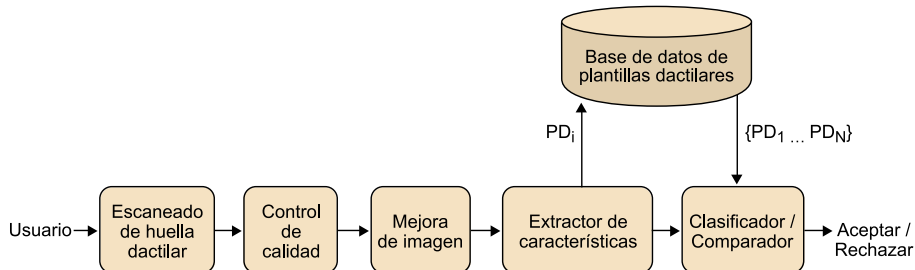 Base de datos de
plantillas dactilares
PDi
{PD1 ... PDN}
Usuario
Escaneado
de huella
dactilar
Control
de
calidad
Mejora
de imagen
Extractor de
características
Clasificador /
Comparador
Aceptar /
Rechazar